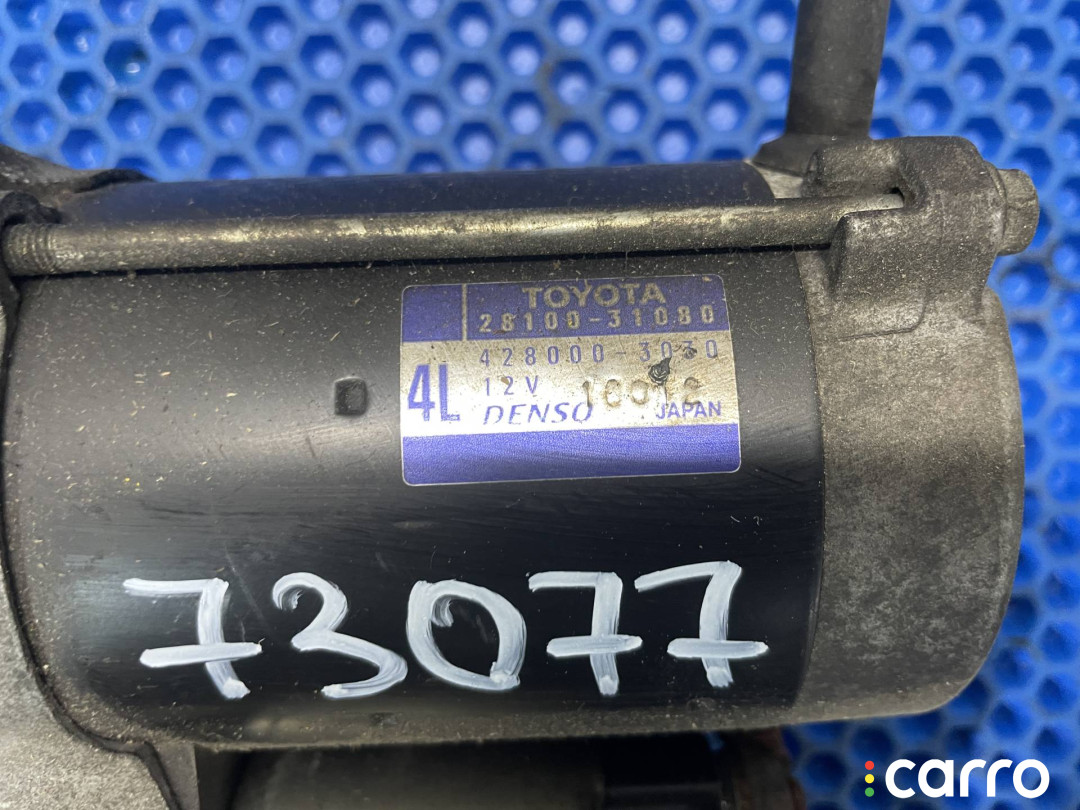 TOYOTA
28100-31080
428000-3030
4L
12V
DENSO JAPAN
73077
carro